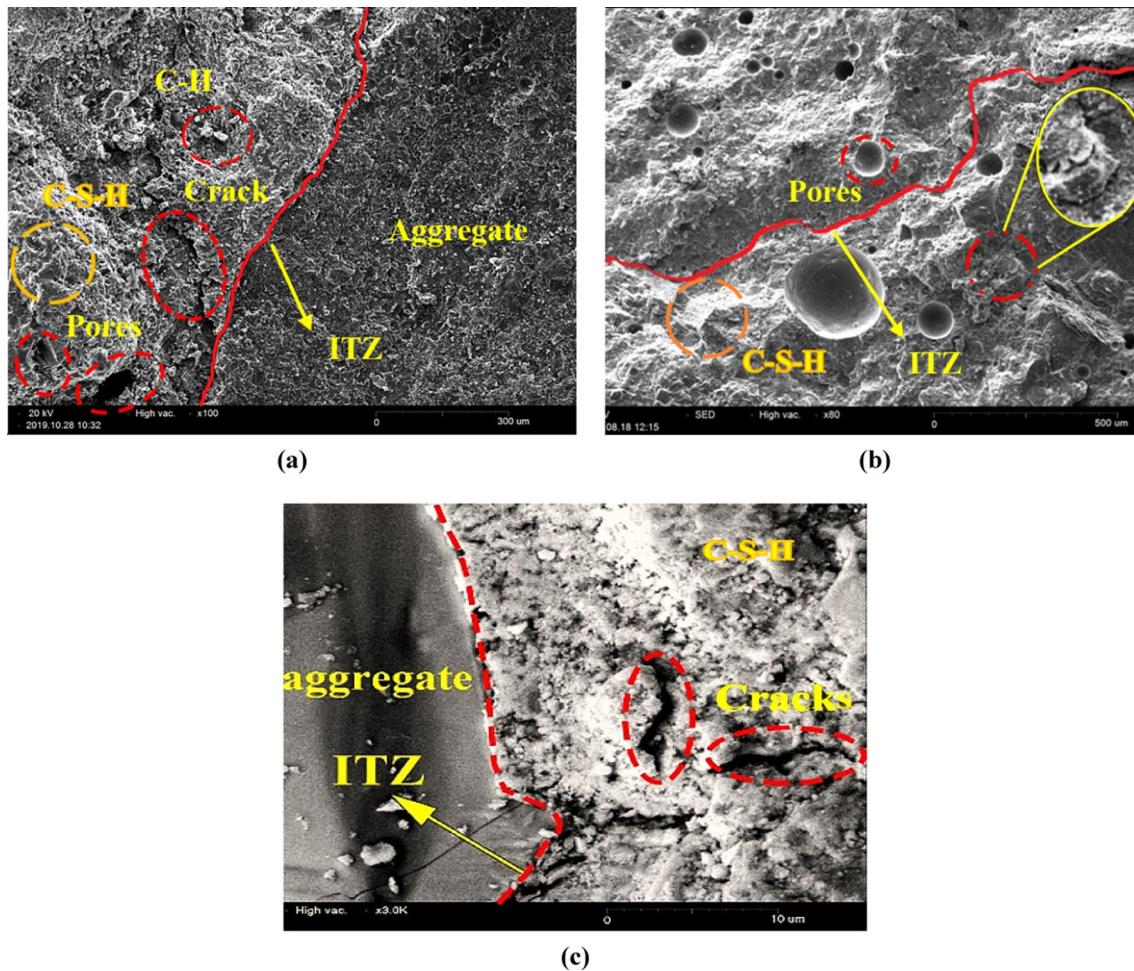 C-H
Crack
C-S-H
Aggregate
Pores
ITZ
20 kV High vac. x100 0 300 um
2019.10.28 10:32
(a)
Pores
C-S-H
ITZ
V SED High vac. x80 0 500 um
08.18 12:15
(b)
C-S-H
aggregate
Cracks
ITZ
High vac. x3.0K 0 10 um
(c)